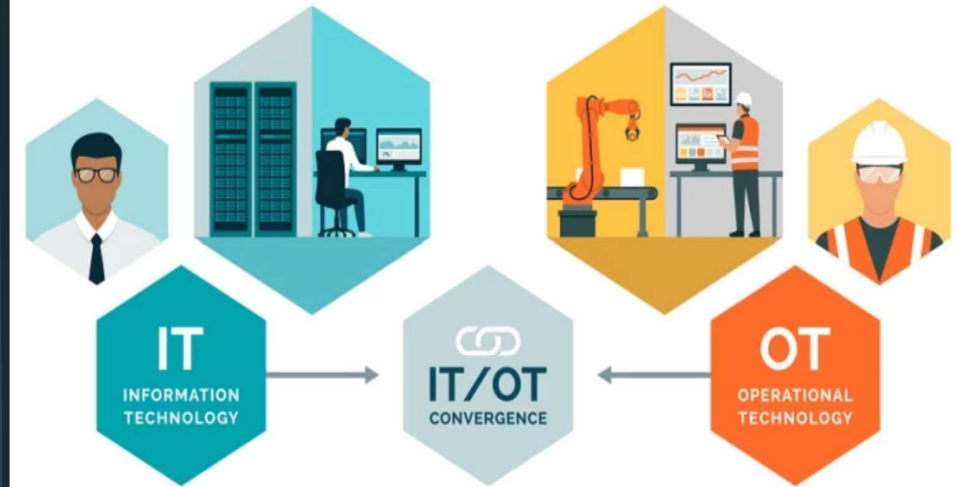 IT
INFORMATION
TECHNOLOGY
IT/OT
CONVERGENCE
OT
OPERATIONAL
TECHNOLOGY